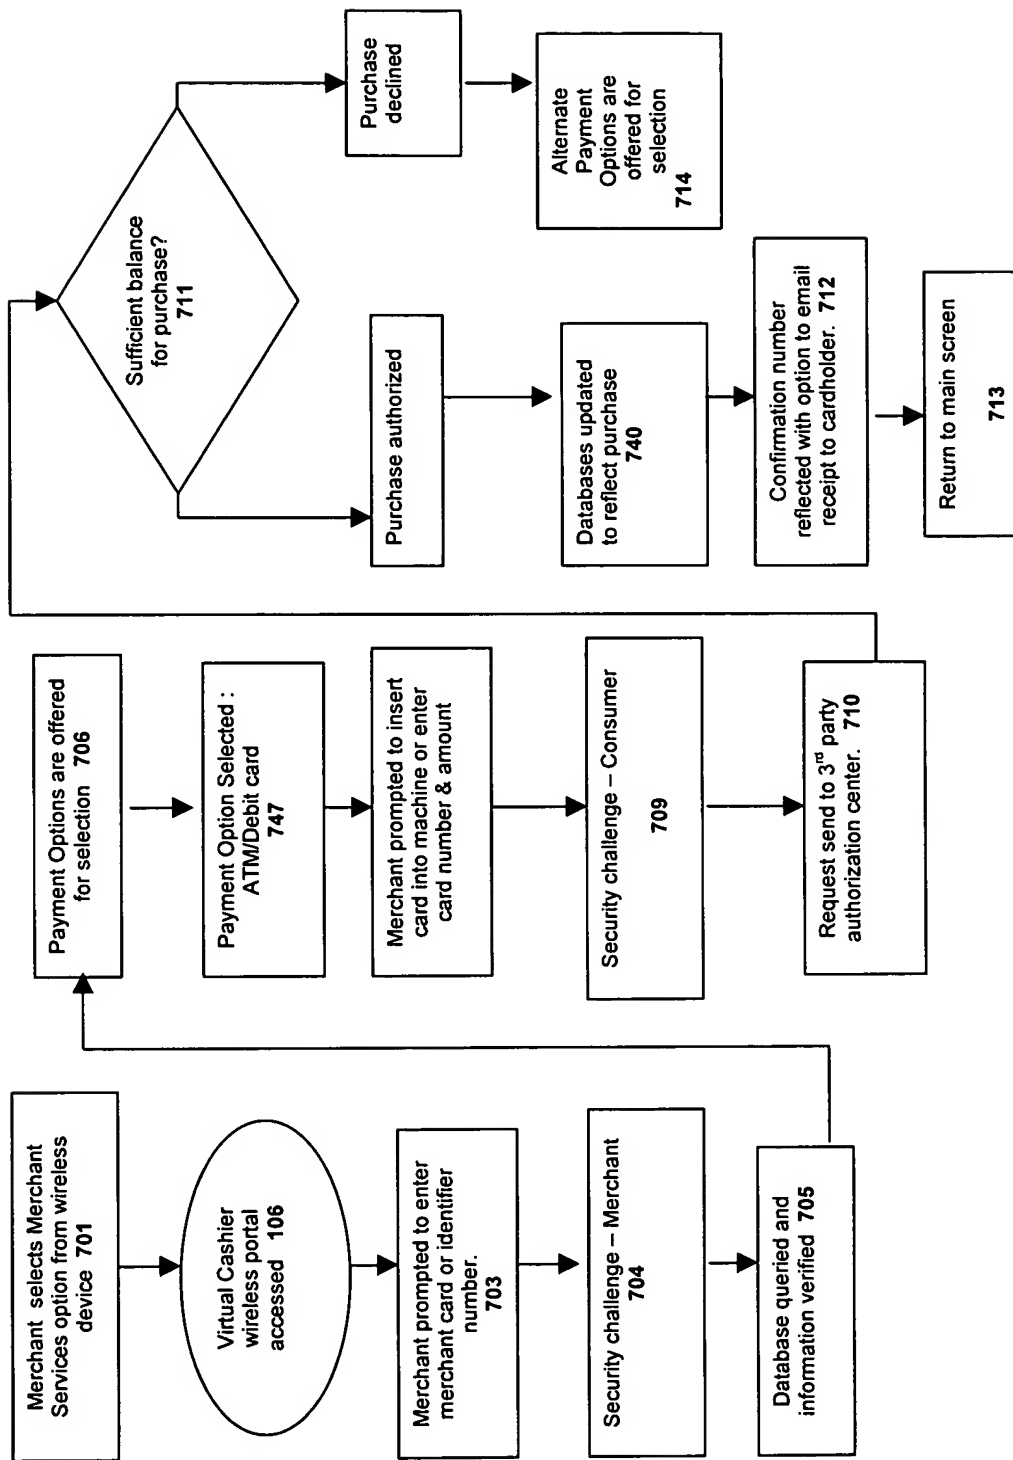 Merchant selects Merchant
Services option from wireless
device 701
Virtual Cashier
wireless portal
accessed 106
Merchant prompted to enter
merchant card or identifier
number.
703
Security challenge – Merchant
704
Database queried and
information verified 705
Payment Options are offered
for selection 706
Payment Option Selected :
ATM/Debit card
747
Merchant prompted to insert
card into machine or enter
card number & amount
Security challenge – Consumer
709
Request send to 3rd party
authorization center. 710
Sufficient balance
for purchase?
711
Purchase authorized
Databases updated
to reflect purchase
740
Confirmation number
reflected with option to email
receipt to cardholder. 712
Return to main screen
713
Purchase
declined
Alternate
Payment
Options are
offered for
selection
714